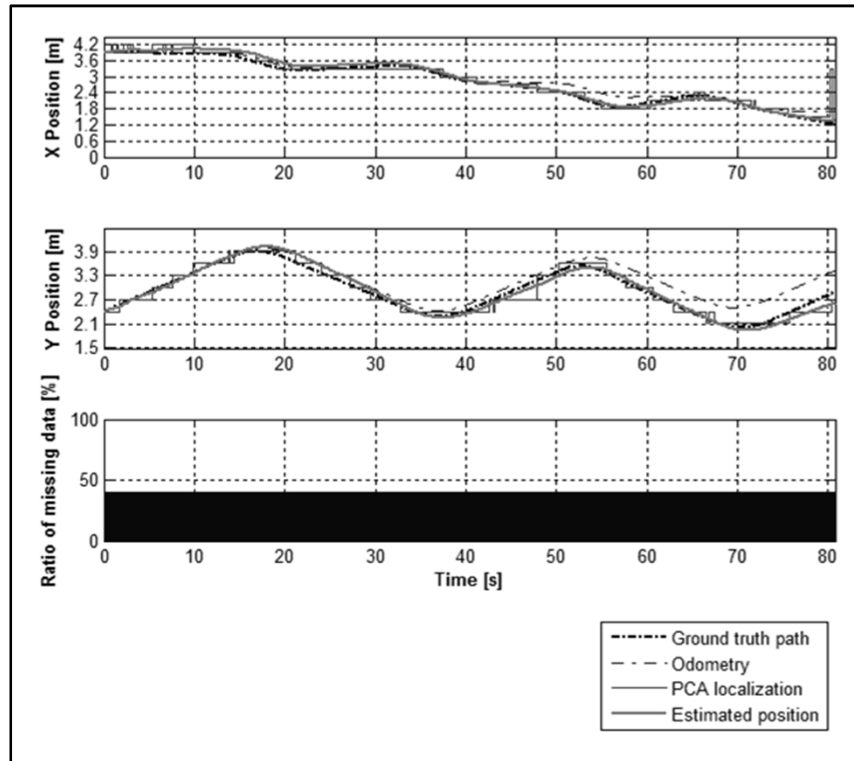 X Position [m]
4.2
3.6
3
2.4
1.8
1.2
0.6
0
0 10 20 30 40 50 60 70 80
Y Position [m]
3.9
3.3
2.7
2.1
1.5
0 10 20 30 40 50 60 70 80
Ratio of missing data [%]
100
50
0
0 10 20 30 40 50 60 70 80
Time [s]
Ground truth path
Odometry
PCA localization
Estimated position